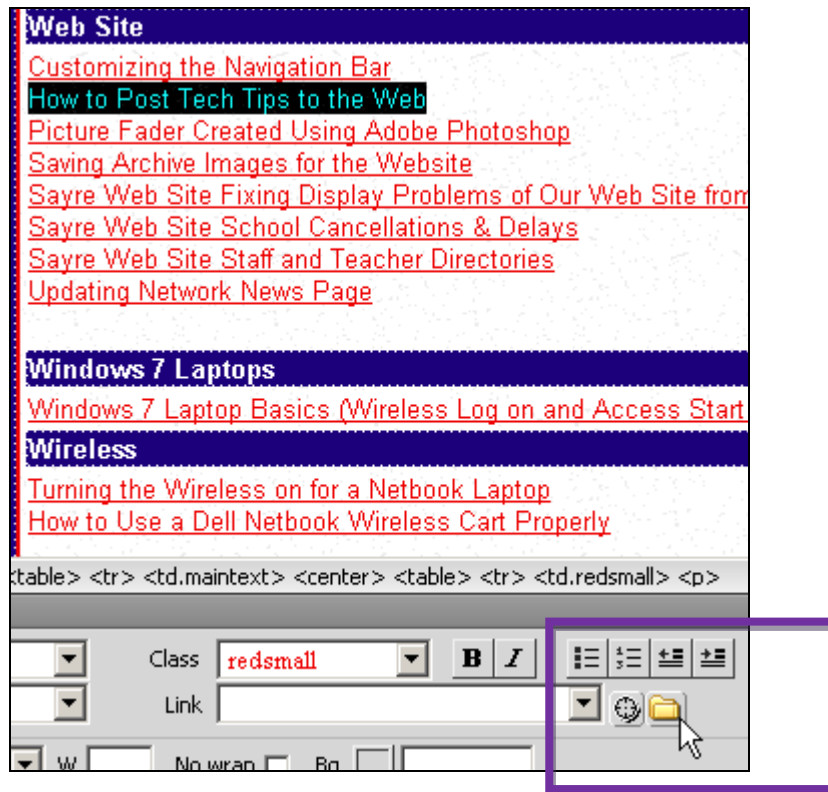 Web Site
Customizing the Navigation Bar
How to Post Tech Tips to the Web
Picture Fader Created Using Adobe Photoshop
Saving Archive Images for the Website
Sayre Web Site Fixing Display Problems of Our Web Site from
Sayre Web Site School Cancellations & Delays
Sayre Web Site Staff and Teacher Directories
Updating Network News Page
Windows 7 Laptops
Windows 7 Laptop Basics (Wireless Log on and Access Start
Wireless
Turning the Wireless on for a Netbook Laptop
How to Use a Dell Netbook Wireless Cart Properly
<table> <tr> <td.maintext> <center> <table> <tr> <td.redsmall> <p>
Class redsmall B I
Link
W No wrap Bg